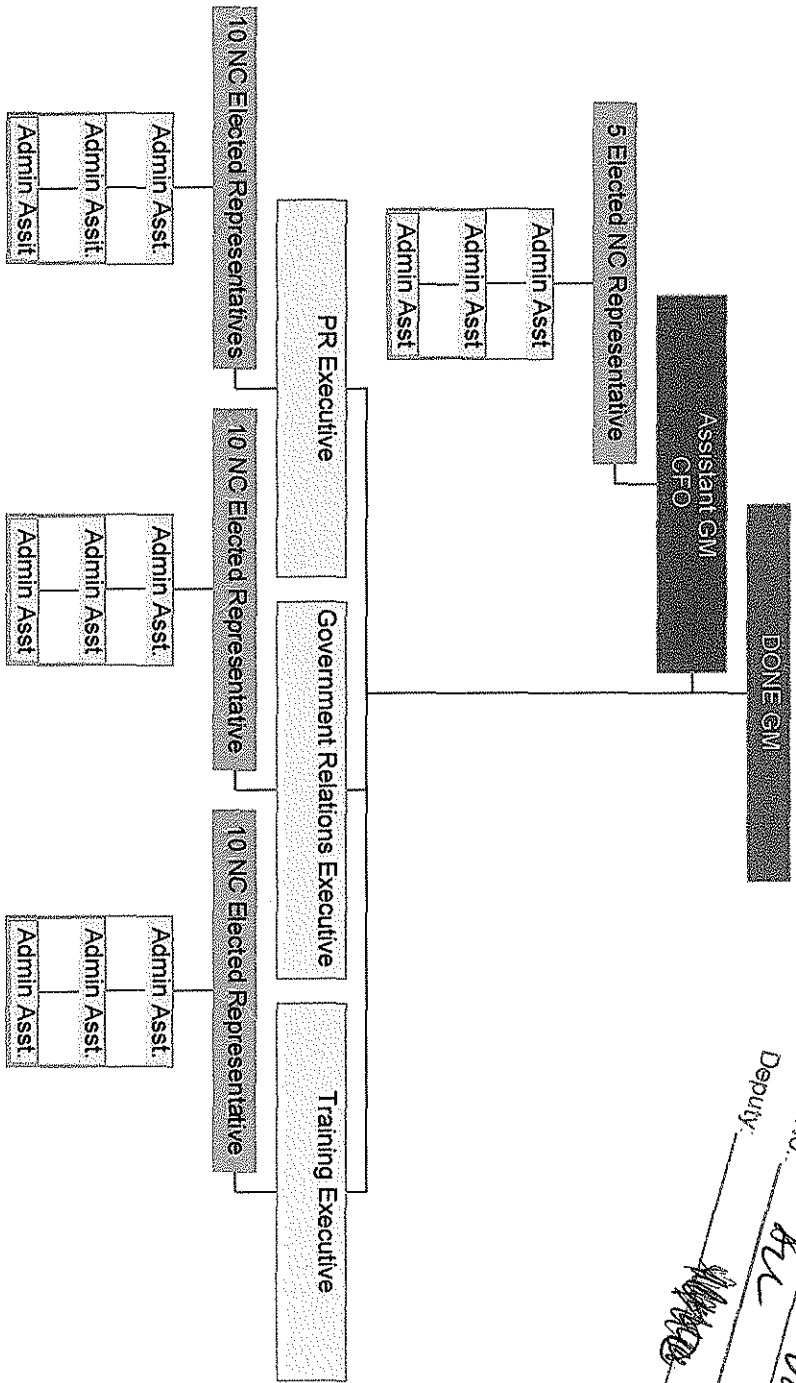 DONE GM
Assistant GM
CFO
5 Elected NC Representative
Admin Asst
Admin Asst
Admin Asst
PR Executive
Government Relations Executive
Training Executive
10 NC Elected Representatives
10 NC Elected Representative
10 NC Elected Representative
Admin Asst.
Admin Assit.
Admin Assit
Admin Asst.
Admin Asst
Admin Asst
Admin Asst.
Admin Asst.
Admin Asst.
Deputy: